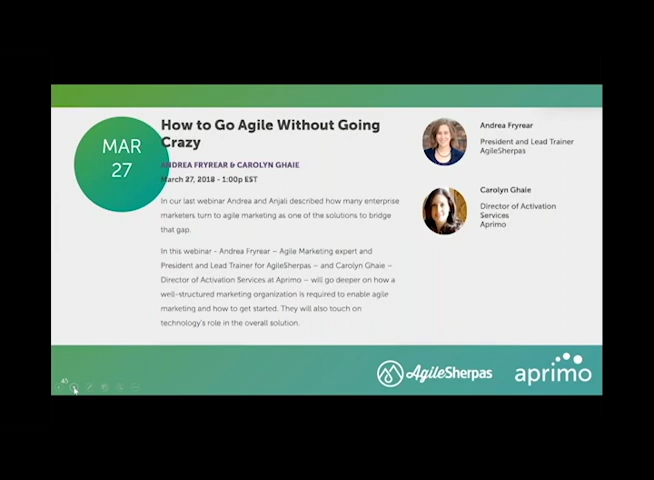 MAR
27
How to Go Agile Without Going
Crazy
ANDREA FRYREAR & CAROLYN GHAIE
March 27, 2018 - 1:00p EST
In our last webinar Andrea and Anjali described how many enterprise
marketers turn to agile marketing as one of the solutions to bridge
that gap.
In this webinar - Andrea Fryrear – Agile Marketing expert and
President and Lead Trainer for AgileSherpas – and Carolyn Ghaie –
Director of Activation Services at Aprimo – will go deeper on how a
well-structured marketing organization is required to enable agile
marketing and how to get started. They will also touch on
technology's role in the overall solution.
Andrea Fryrear
President and Lead Trainer
AgileSherpas
Carolyn Ghaie
Director of Activation
Services
Aprimo
45
AgileSherpas
aprimo